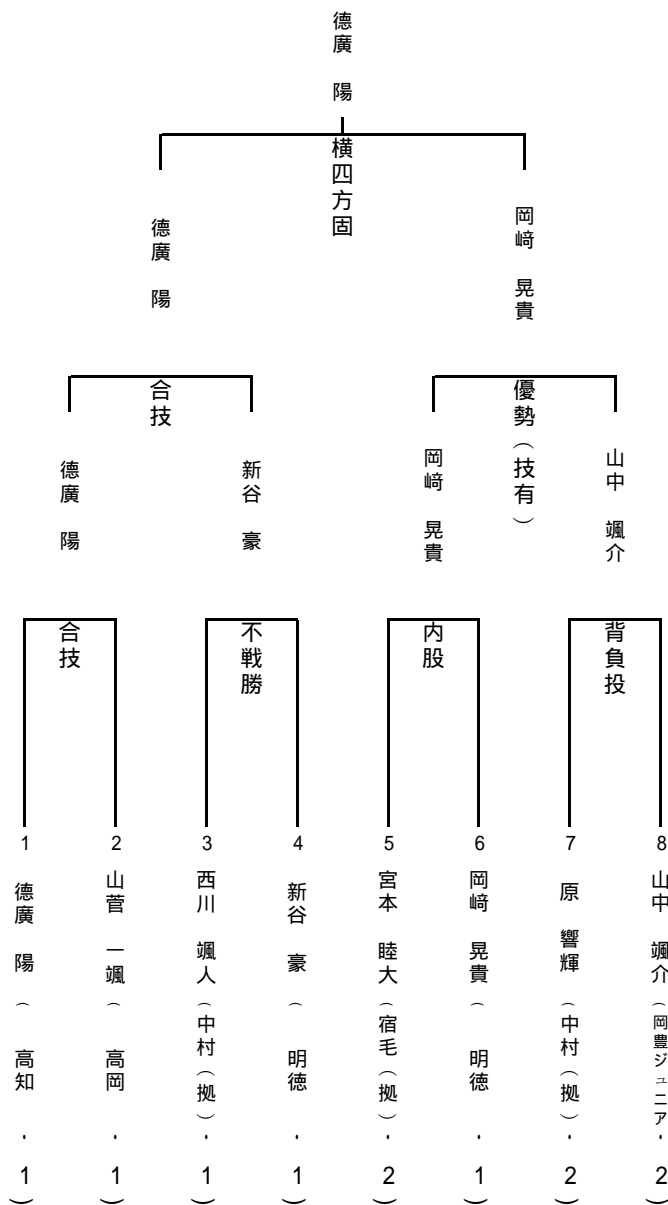 德廣 陽
横四方固
德廣 陽
岡﨑 晃貴
合技
優勢（技有）
德廣 陽
新谷 豪
岡﨑 晃貴
山中 颯介
合技
不戦勝
内股
背負投
1 德廣 陽（ 高知 ・ 1）
2 山菅 一颯（ 高岡 ・ 1）
3 西川 颯人（中村（拠）・ 1）
4 新谷 豪（ 明徳 ・ 1）
5 宮本 睦大（宿毛（拠）・ 2）
6 岡﨑 晃貴（ 明徳 ・ 1）
7 原 響輝（中村（拠）・ 2）
8 山中 颯介（岡豊ジュニア・ 2）